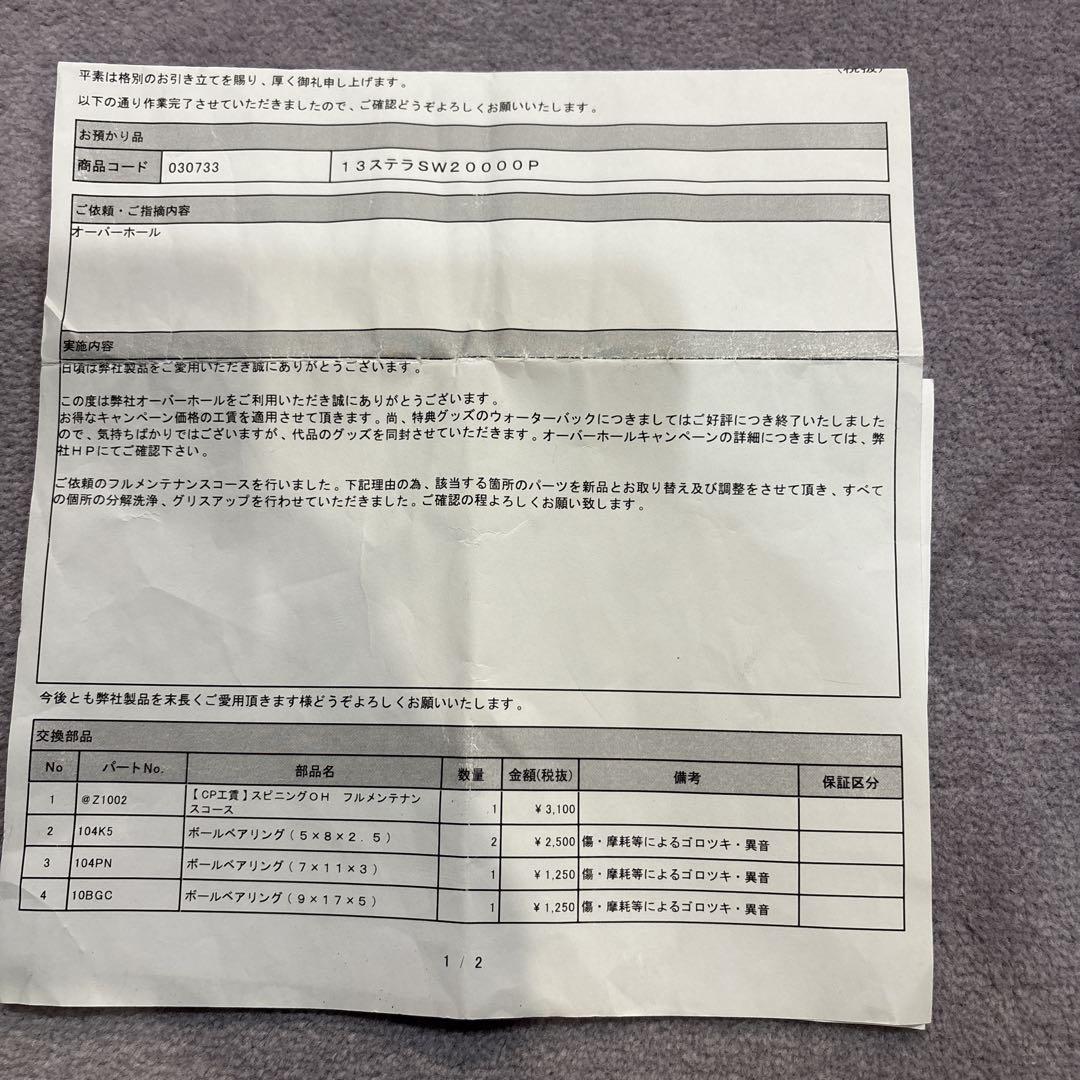 (税抜)
平素は格別のお引き立てを賜り、厚く御礼申し上げます。
以下の通り作業完了させていただきましたので、ご確認どうぞよろしくお願いいたします。
お預かり品
商品コード 030733 １３ステラＳＷ２００００Ｐ
ご依頼・ご指摘内容
オーバーホール
実施内容
日頃は弊社製品をご愛用いただき誠にありがとうございます。
この度は弊社オーバーホールをご利用いただき誠にありがとうございます。
お得なキャンペーン価格の工賃を適用させて頂きます。尚、特典グッズのウォーターバックにつきましてはご好評につき終了いたしました
ので、気持ちばかりではございますが、代品のグッズを同封させていただきます。オーバーホールキャンペーンの詳細につきましては、弊
社ＨＰにてご確認下さい。
ご依頼のフルメンテナンスコースを行いました。下記理由の為、該当する箇所のパーツを新品とお取り替え及び調整をさせて頂き、すべて
の個所の分解洗浄、グリスアップを行わせていただきました。ご確認の程よろしくお願い致します。
今後とも弊社製品を末長くご愛用頂きます様どうぞよろしくお願いいたします。
交換部品
No パートNo. 部品名 数量 金額(税抜) 備考 保証区分
1 @Z1002 【CP工賃】スピニングＯＨ　フルメンテナン
スコース 1 ¥3,100
2 104K5 ボールベアリング（５×８×２．５） 2 ¥2,500 傷・摩耗等によるゴロツキ・異音
3 104PN ボールベアリング（７×１１×３） 1 ¥1,250 傷・摩耗等によるゴロツキ・異音
4 10BGC ボールベアリング（９×１７×５） 1 ¥1,250 傷・摩耗等によるゴロツキ・異音
1 / 2